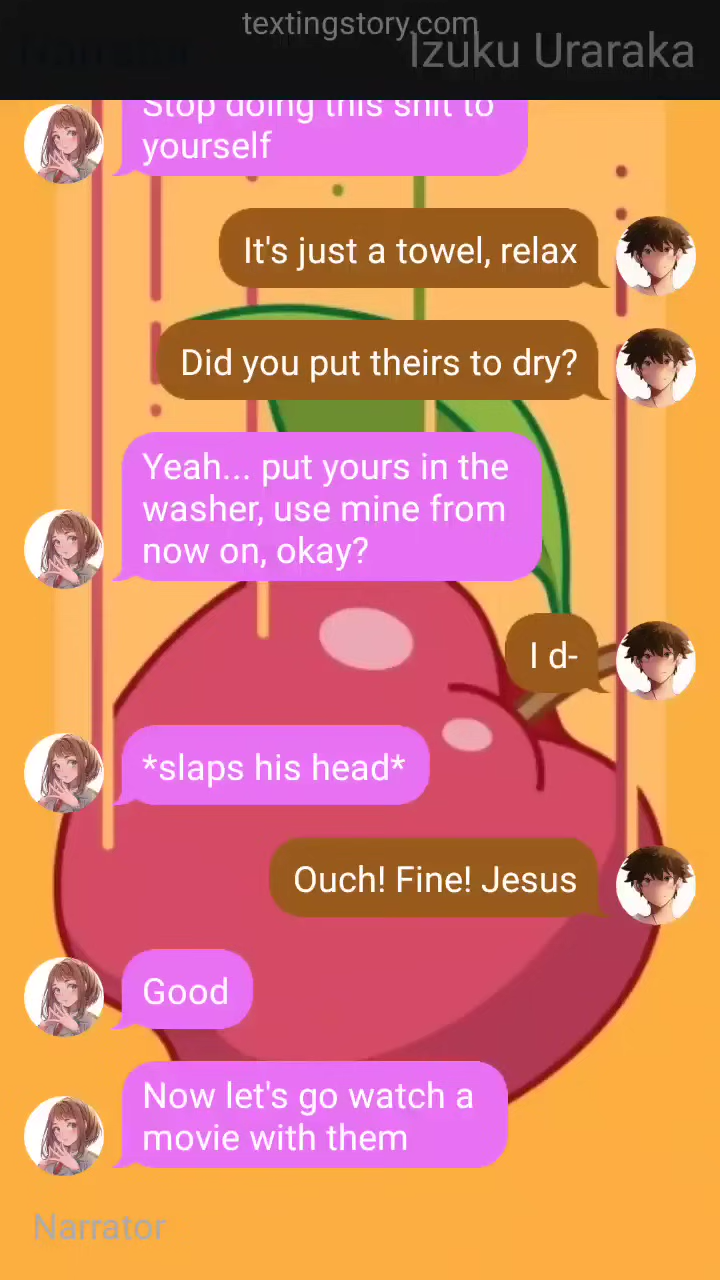 textingstory.com
Izuku Uraraka
Stop doing this shit to
yourself
It's just a towel, relax
Did you put theirs to dry?
Yeah... put yours in the
washer, use mine from
now on, okay?
I d-
*slaps his head*
Ouch! Fine! Jesus
Good
Now let's go watch a
movie with them
Narrator